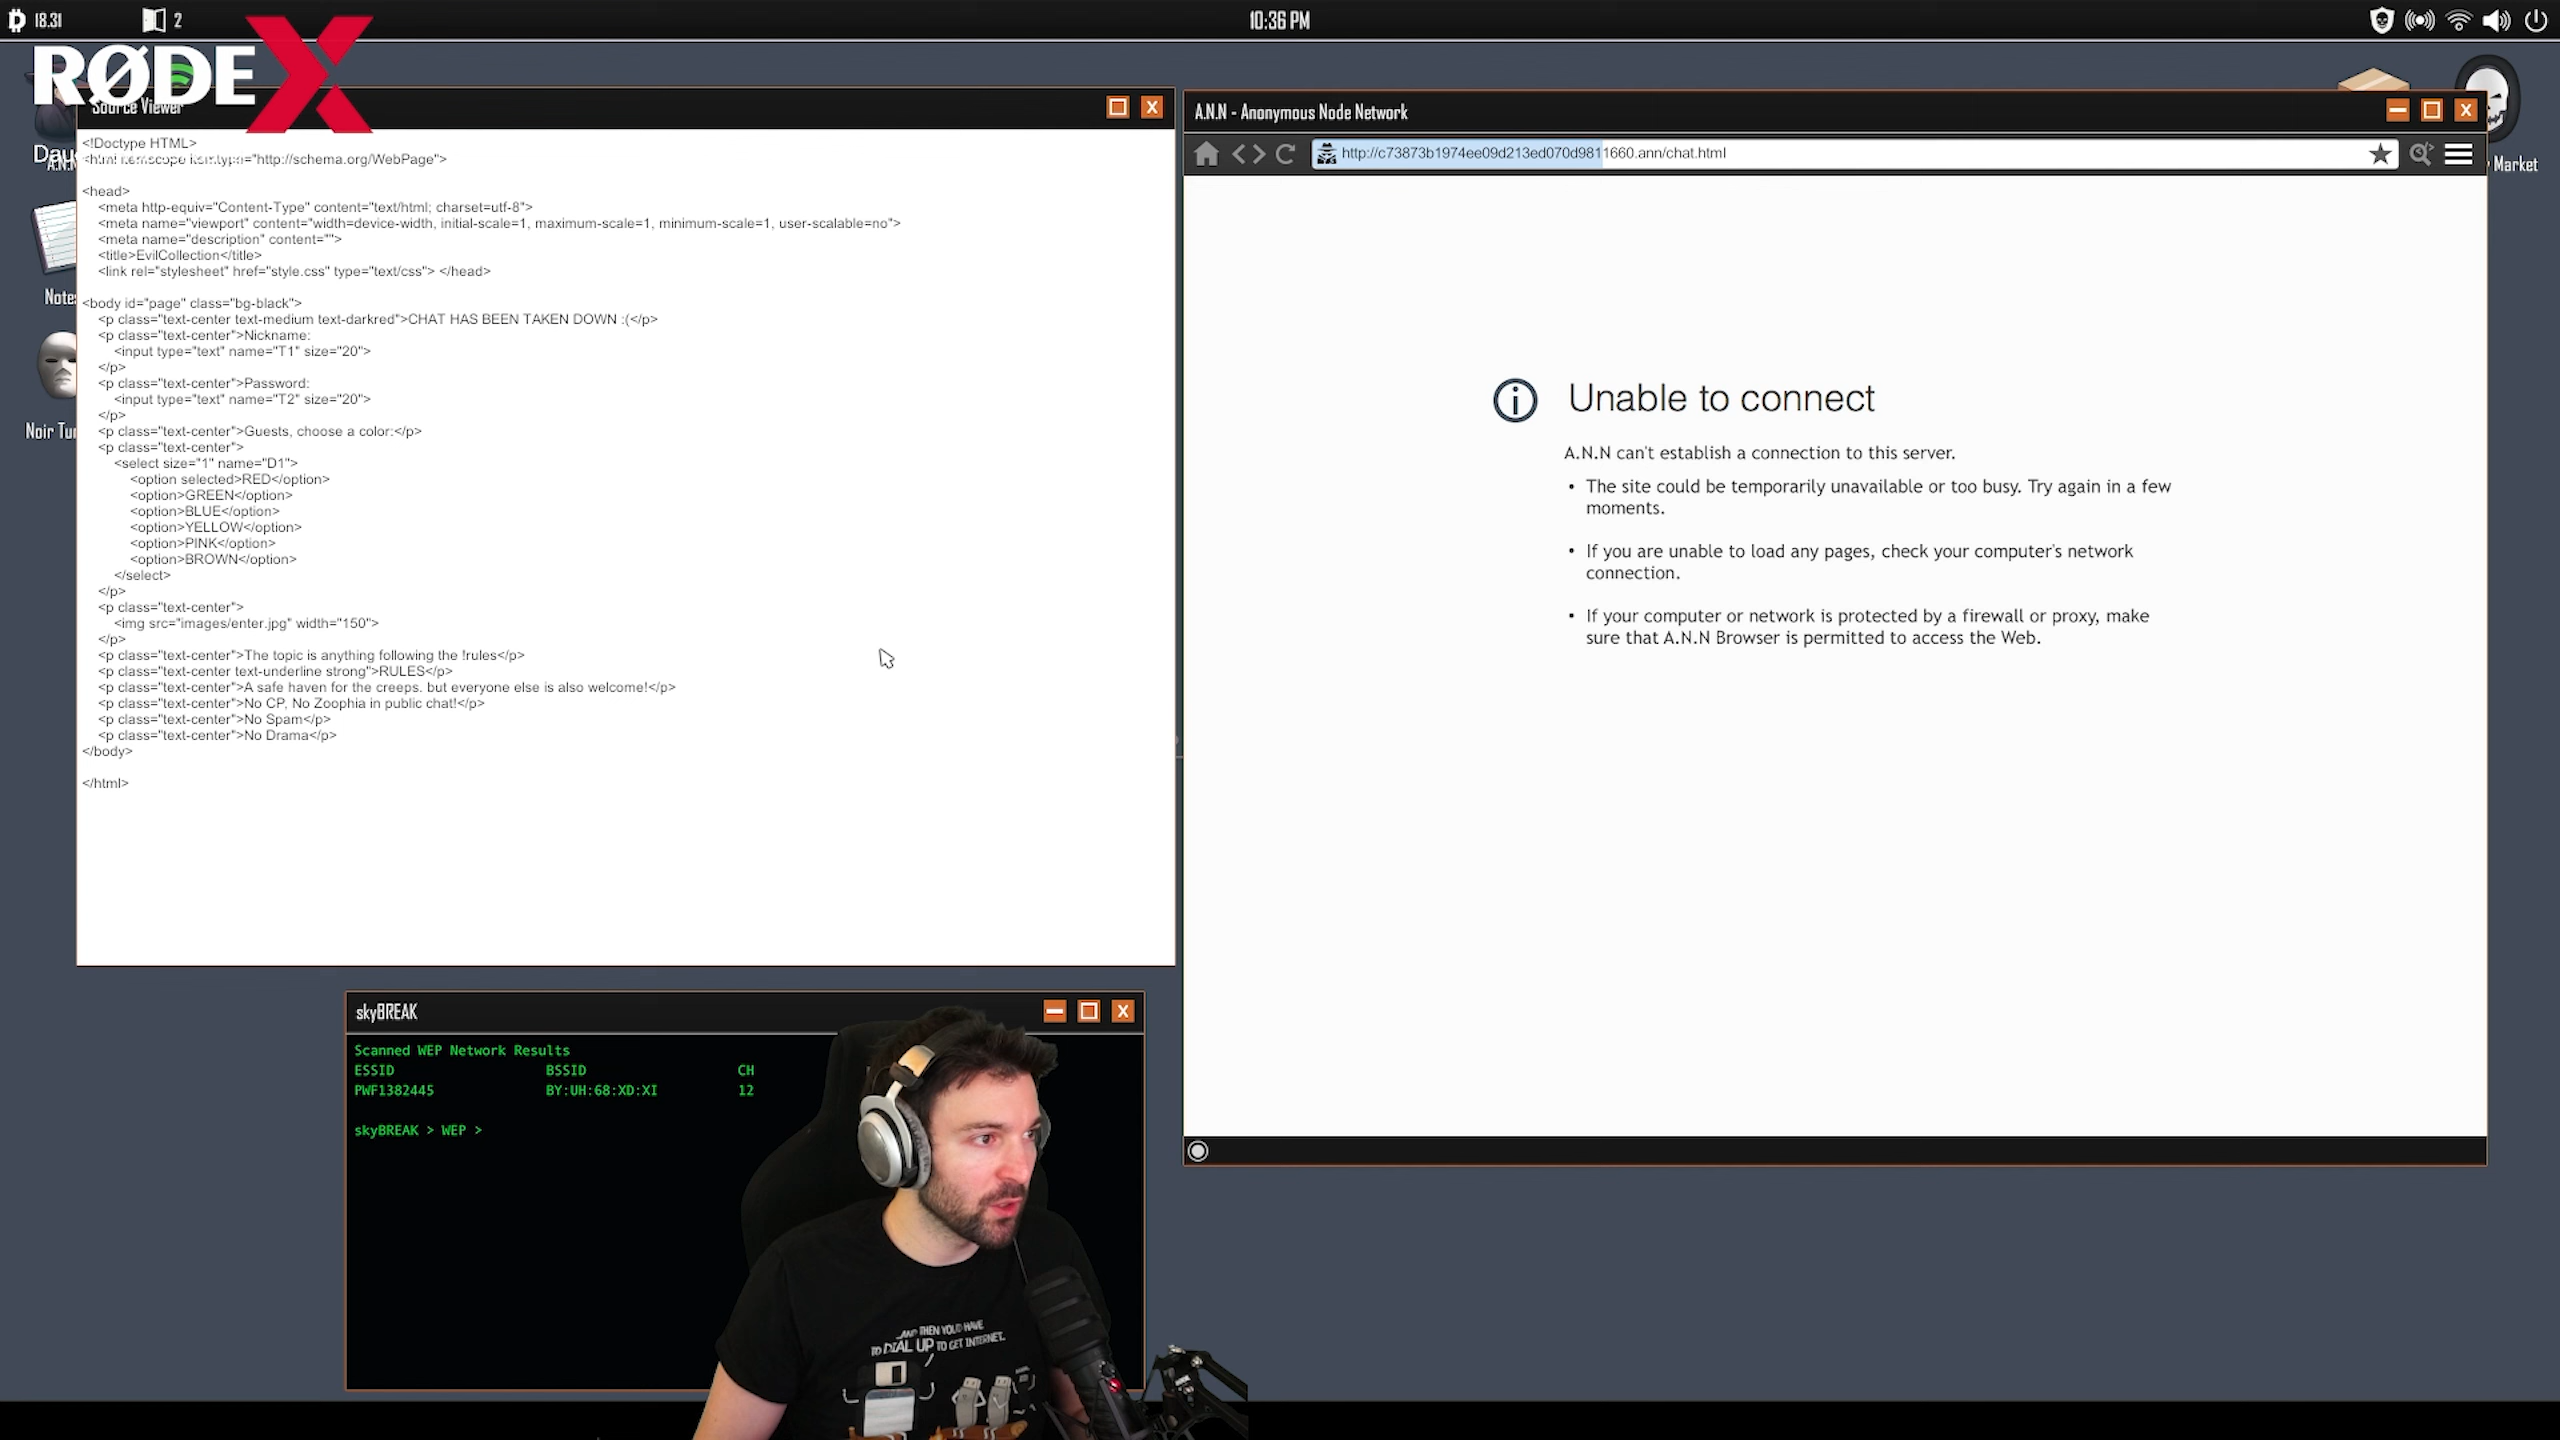 18.31
2
10:36 PM
RØDEX
Source Viewer
<!Doctype HTML>
"http://schema.org/WebPage">
<head>
<meta http-equiv="Content-Type" content="text/html; charset=utf-8">
<meta name="viewport" content="width=device-width, initial-scale=1, maximum-scale=1, minimum-scale=1, user-scalable=no">
<meta name="description" content="">
<title>EvilCollection</title>
<link rel="stylesheet" href="style.css" type="text/css"> </head>
<body id="page" class="bg-black">
<p class="text-center text-medium text-darkred">CHAT HAS BEEN TAKEN DOWN :(</p>
<p class="text-center">Nickname:
<input type="text" name="T1" size="20">
</p>
<p class="text-center">Password:
<input type="text" name="T2" size="20">
</p>
<p class="text-center">Guests, choose a color:</p>
<p class="text-center">
<select size="1" name="D1">
<option selected>RED</option>
<option>GREEN</option>
<option>BLUE</option>
<option>YELLOW</option>
<option>PINK</option>
<option>BROWN</option>
</select>
</p>
<p class="text-center">
<img src="images/enter.jpg" width="150">
</p>
<p class="text-center">The topic is anything following the !rules</p>
<p class="text-center text-underline strong">RULES</p>
<p class="text-center">A safe haven for the creeps. but everyone else is also welcome!</p>
<p class="text-center">No CP, No Zoophia in public chat!</p>
<p class="text-center">No Spam</p>
<p class="text-center">No Drama</p>
</body>
</html>
Notes
Noir Tu
A.N.N - Anonymous Node Network
http://c73873b1974ee09d213ed070d9811660.ann/chat.html
Market
Unable to connect
A.N.N can't establish a connection to this server.
• The site could be temporarily unavailable or too busy. Try again in a few
moments.
• If you are unable to load any pages, check your computer's network
connection.
• If your computer or network is protected by a firewall or proxy, make
sure that A.N.N Browser is permitted to access the Web.
skyBREAK
Scanned WEP Network Results
ESSID BSSID CH
PWF1382445 BY:UH:68:XD:XI 12
skyBREAK > WEP >
...AND THEN YOU'D HAVE
TO DIAL UP TO GET INTERNET..